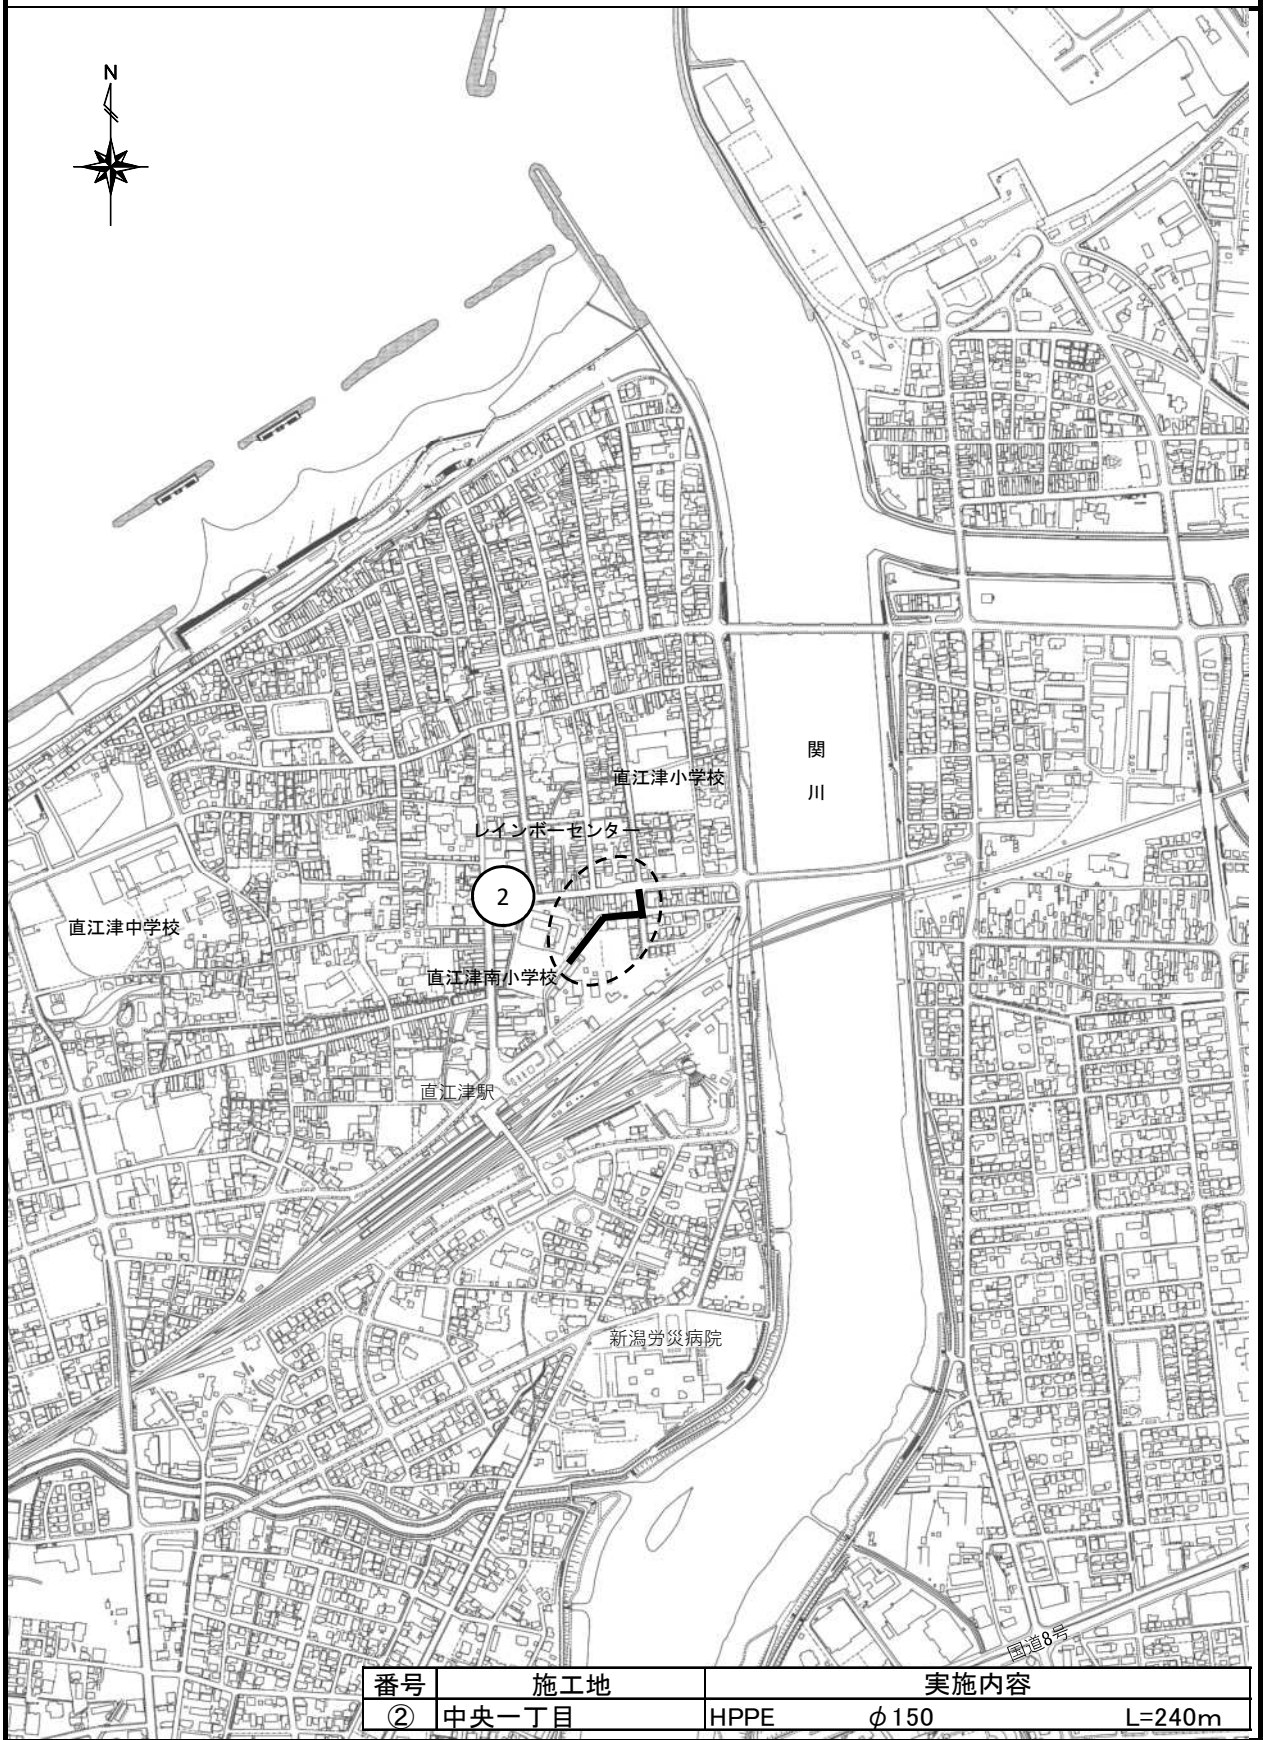 N
関
川
直江津小学校
レインボーセンター
2
直江津中学校
直江津南小学校
直江津駅
新潟労災病院
国道8号
番号 施工地 実施内容
② 中央一丁目 HPPE φ150 L=240m